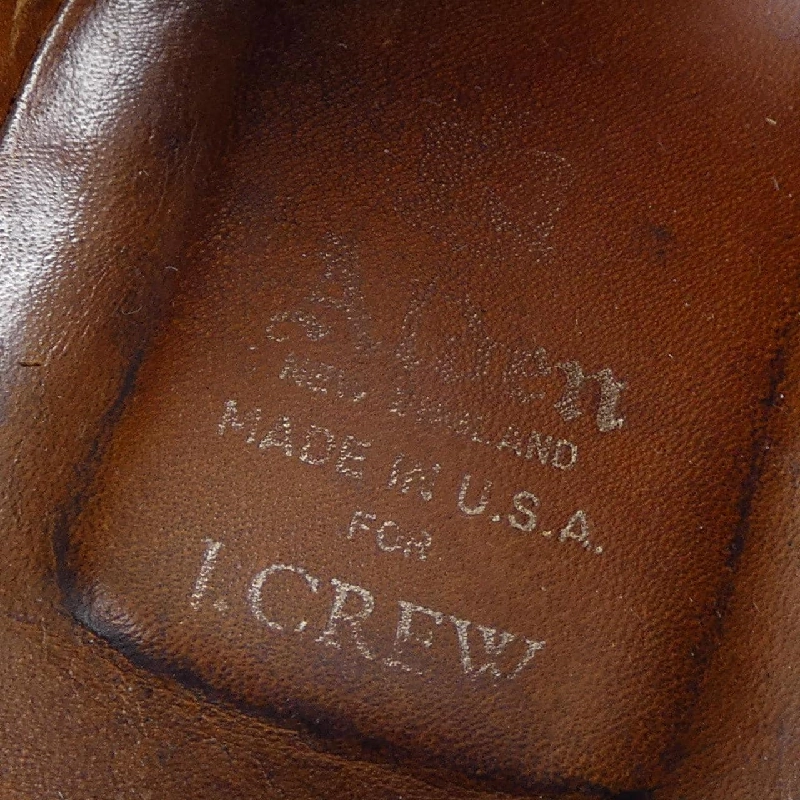 Alden
NEW ENGLAND
MADE IN U.S.A.
FOR
J.CREW